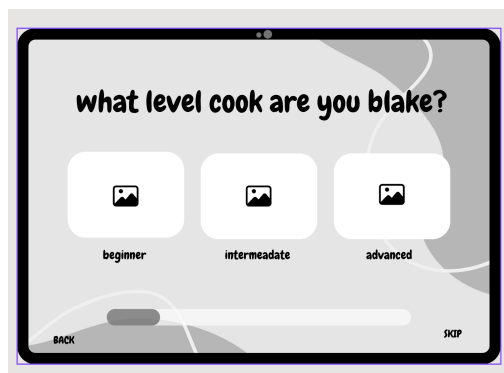 what level cook are you blake?
beginner intermeadate advanced
BACK SKIP